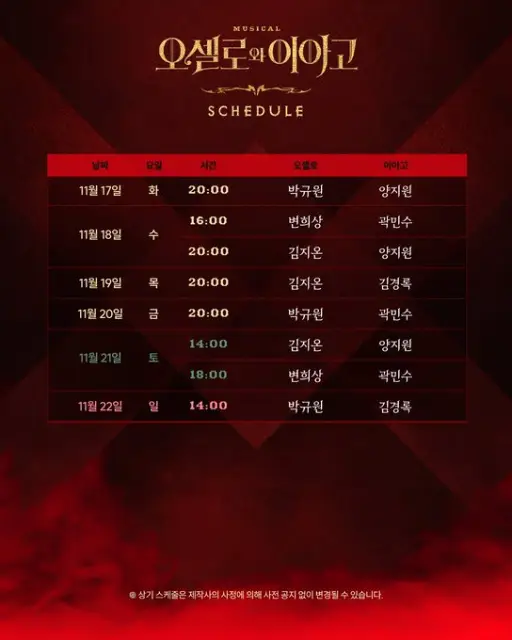 MUSICAL
오셀로와 이아고
SCHEDULE
날짜 요일 시간 오셀로 이아고
11월 17일 화 20:00 박규원 양지원
11월 18일 수 16:00 변희상 곽민수
20:00 김지온 양지원
11월 19일 목 20:00 김지온 김경록
11월 20일 금 20:00 박규원 곽민수
11월 21일 토 14:00 김지온 양지원
18:00 변희상 곽민수
11월 22일 일 14:00 박규원 김경록
※ 상기 스케줄은 제작사의 사정에 의해 사전 공지 없이 변경될 수 있습니다.